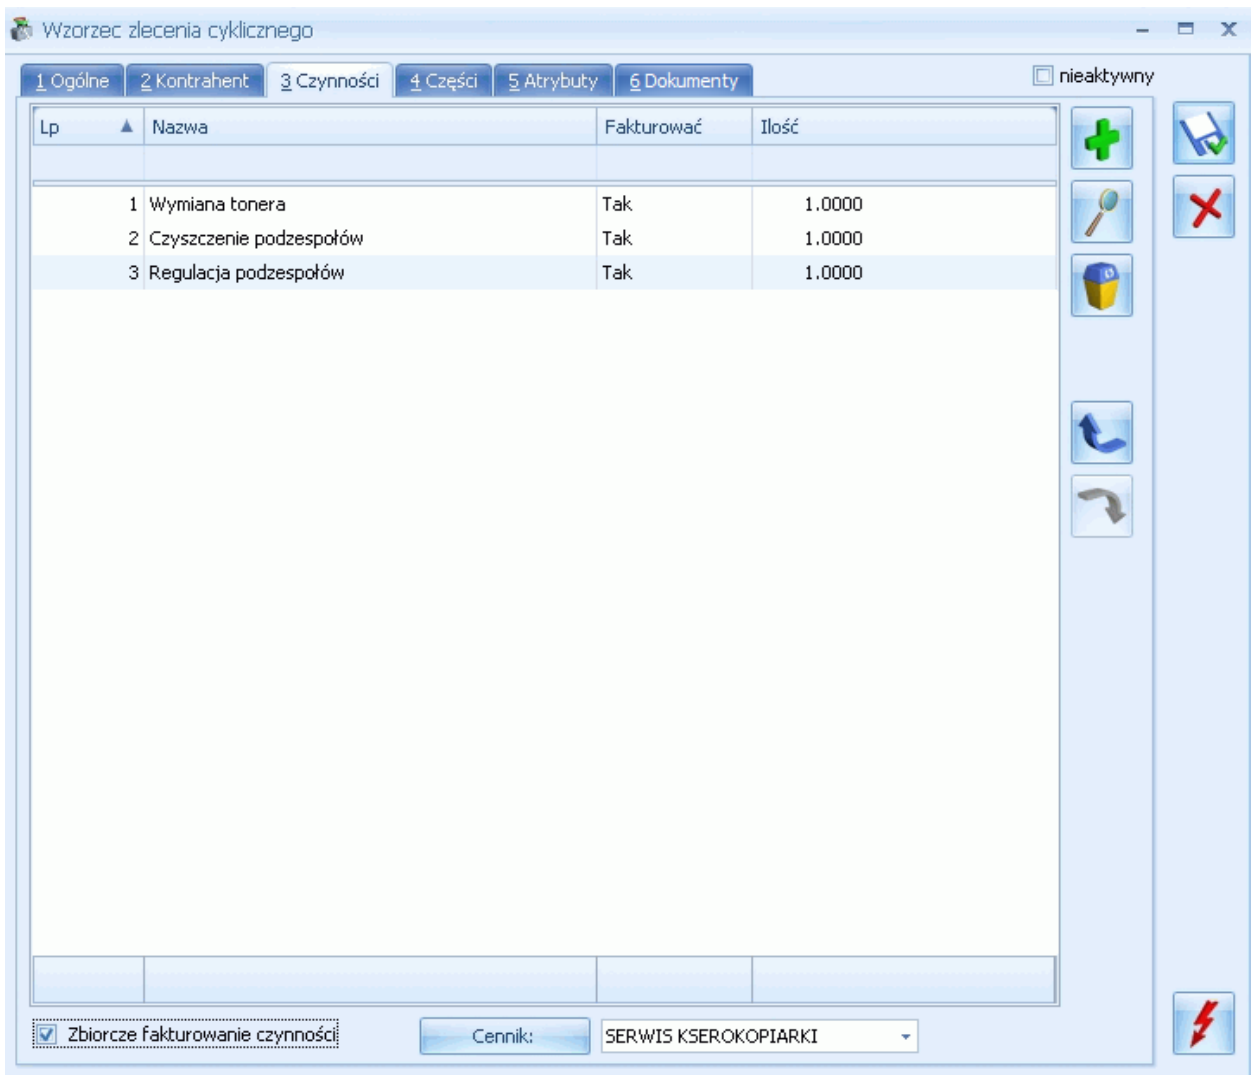 Wzorzec zlecenia cyklicznego
1 Ogólne 2 Kontrahent 3 Czynności 4 Części 5 Atrybuty 6 Dokumenty nieaktywny
Lp Nazwa Fakturować Ilość
1 Wymiana tonera Tak 1.0000
2 Czyszczenie podzespołów Tak 1.0000
3 Regulacja podzespołów Tak 1.0000
Zbiorcze fakturowanie czynności Cennik: SERWIS KSEROKOPIARKI